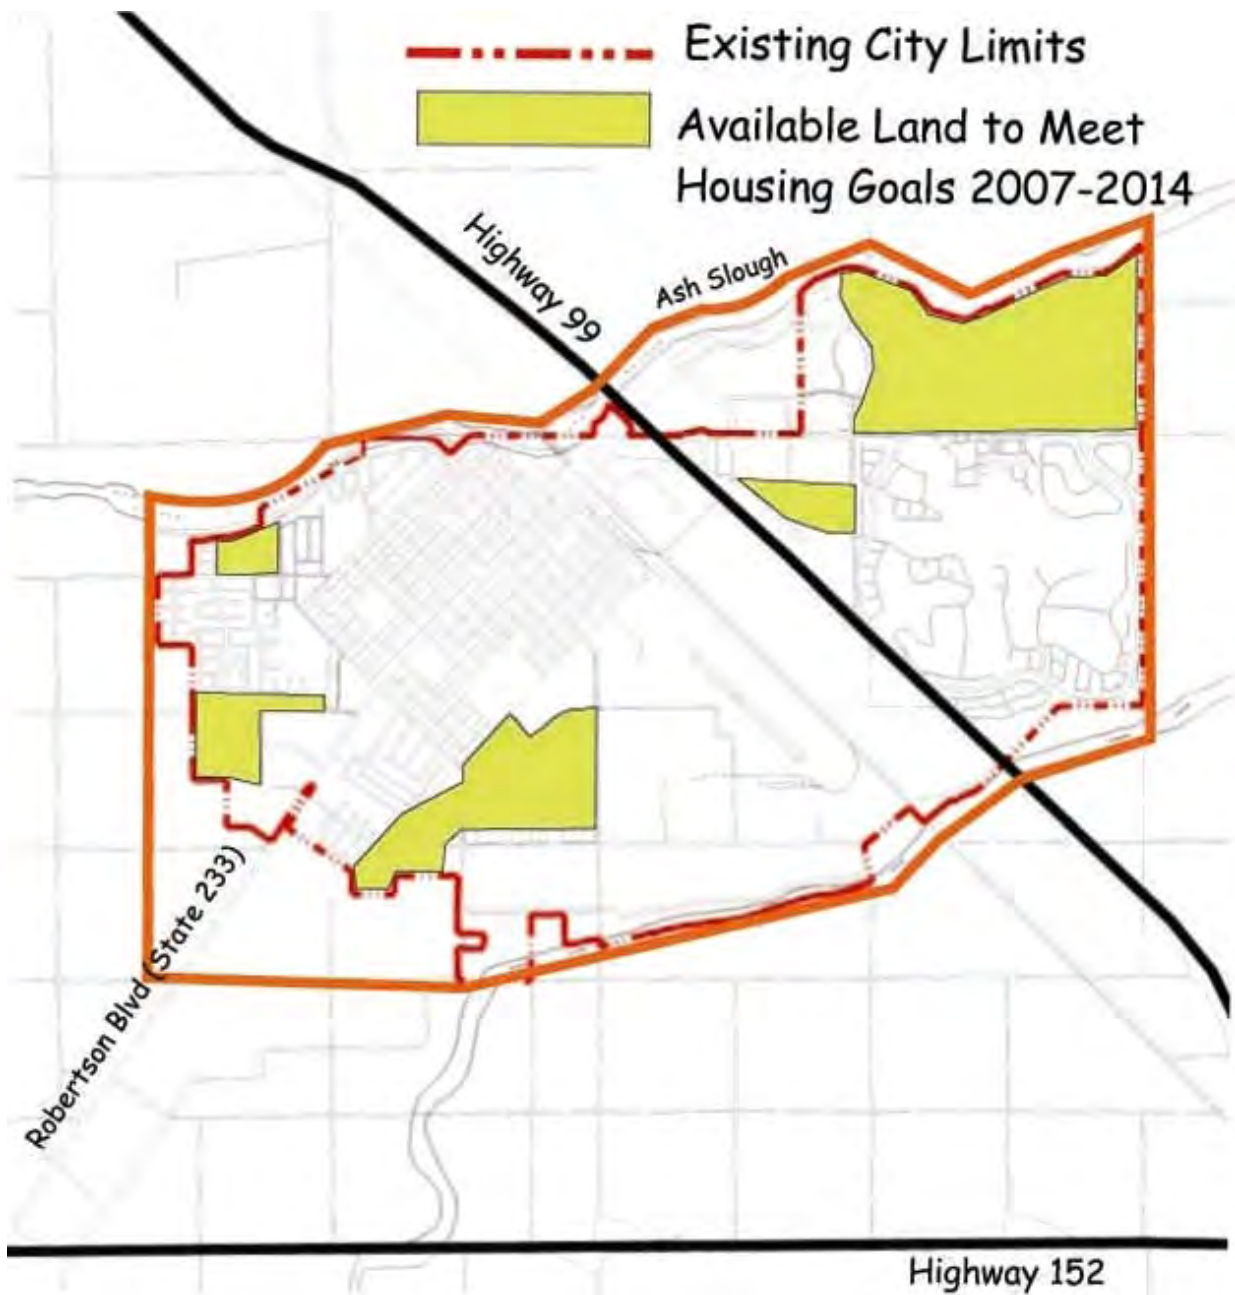 Existing City Limits
Available Land to Meet
Housing Goals 2007-2014
Highway 99
Ash Slough
Robertson Blvd (State 233)
Highway 152